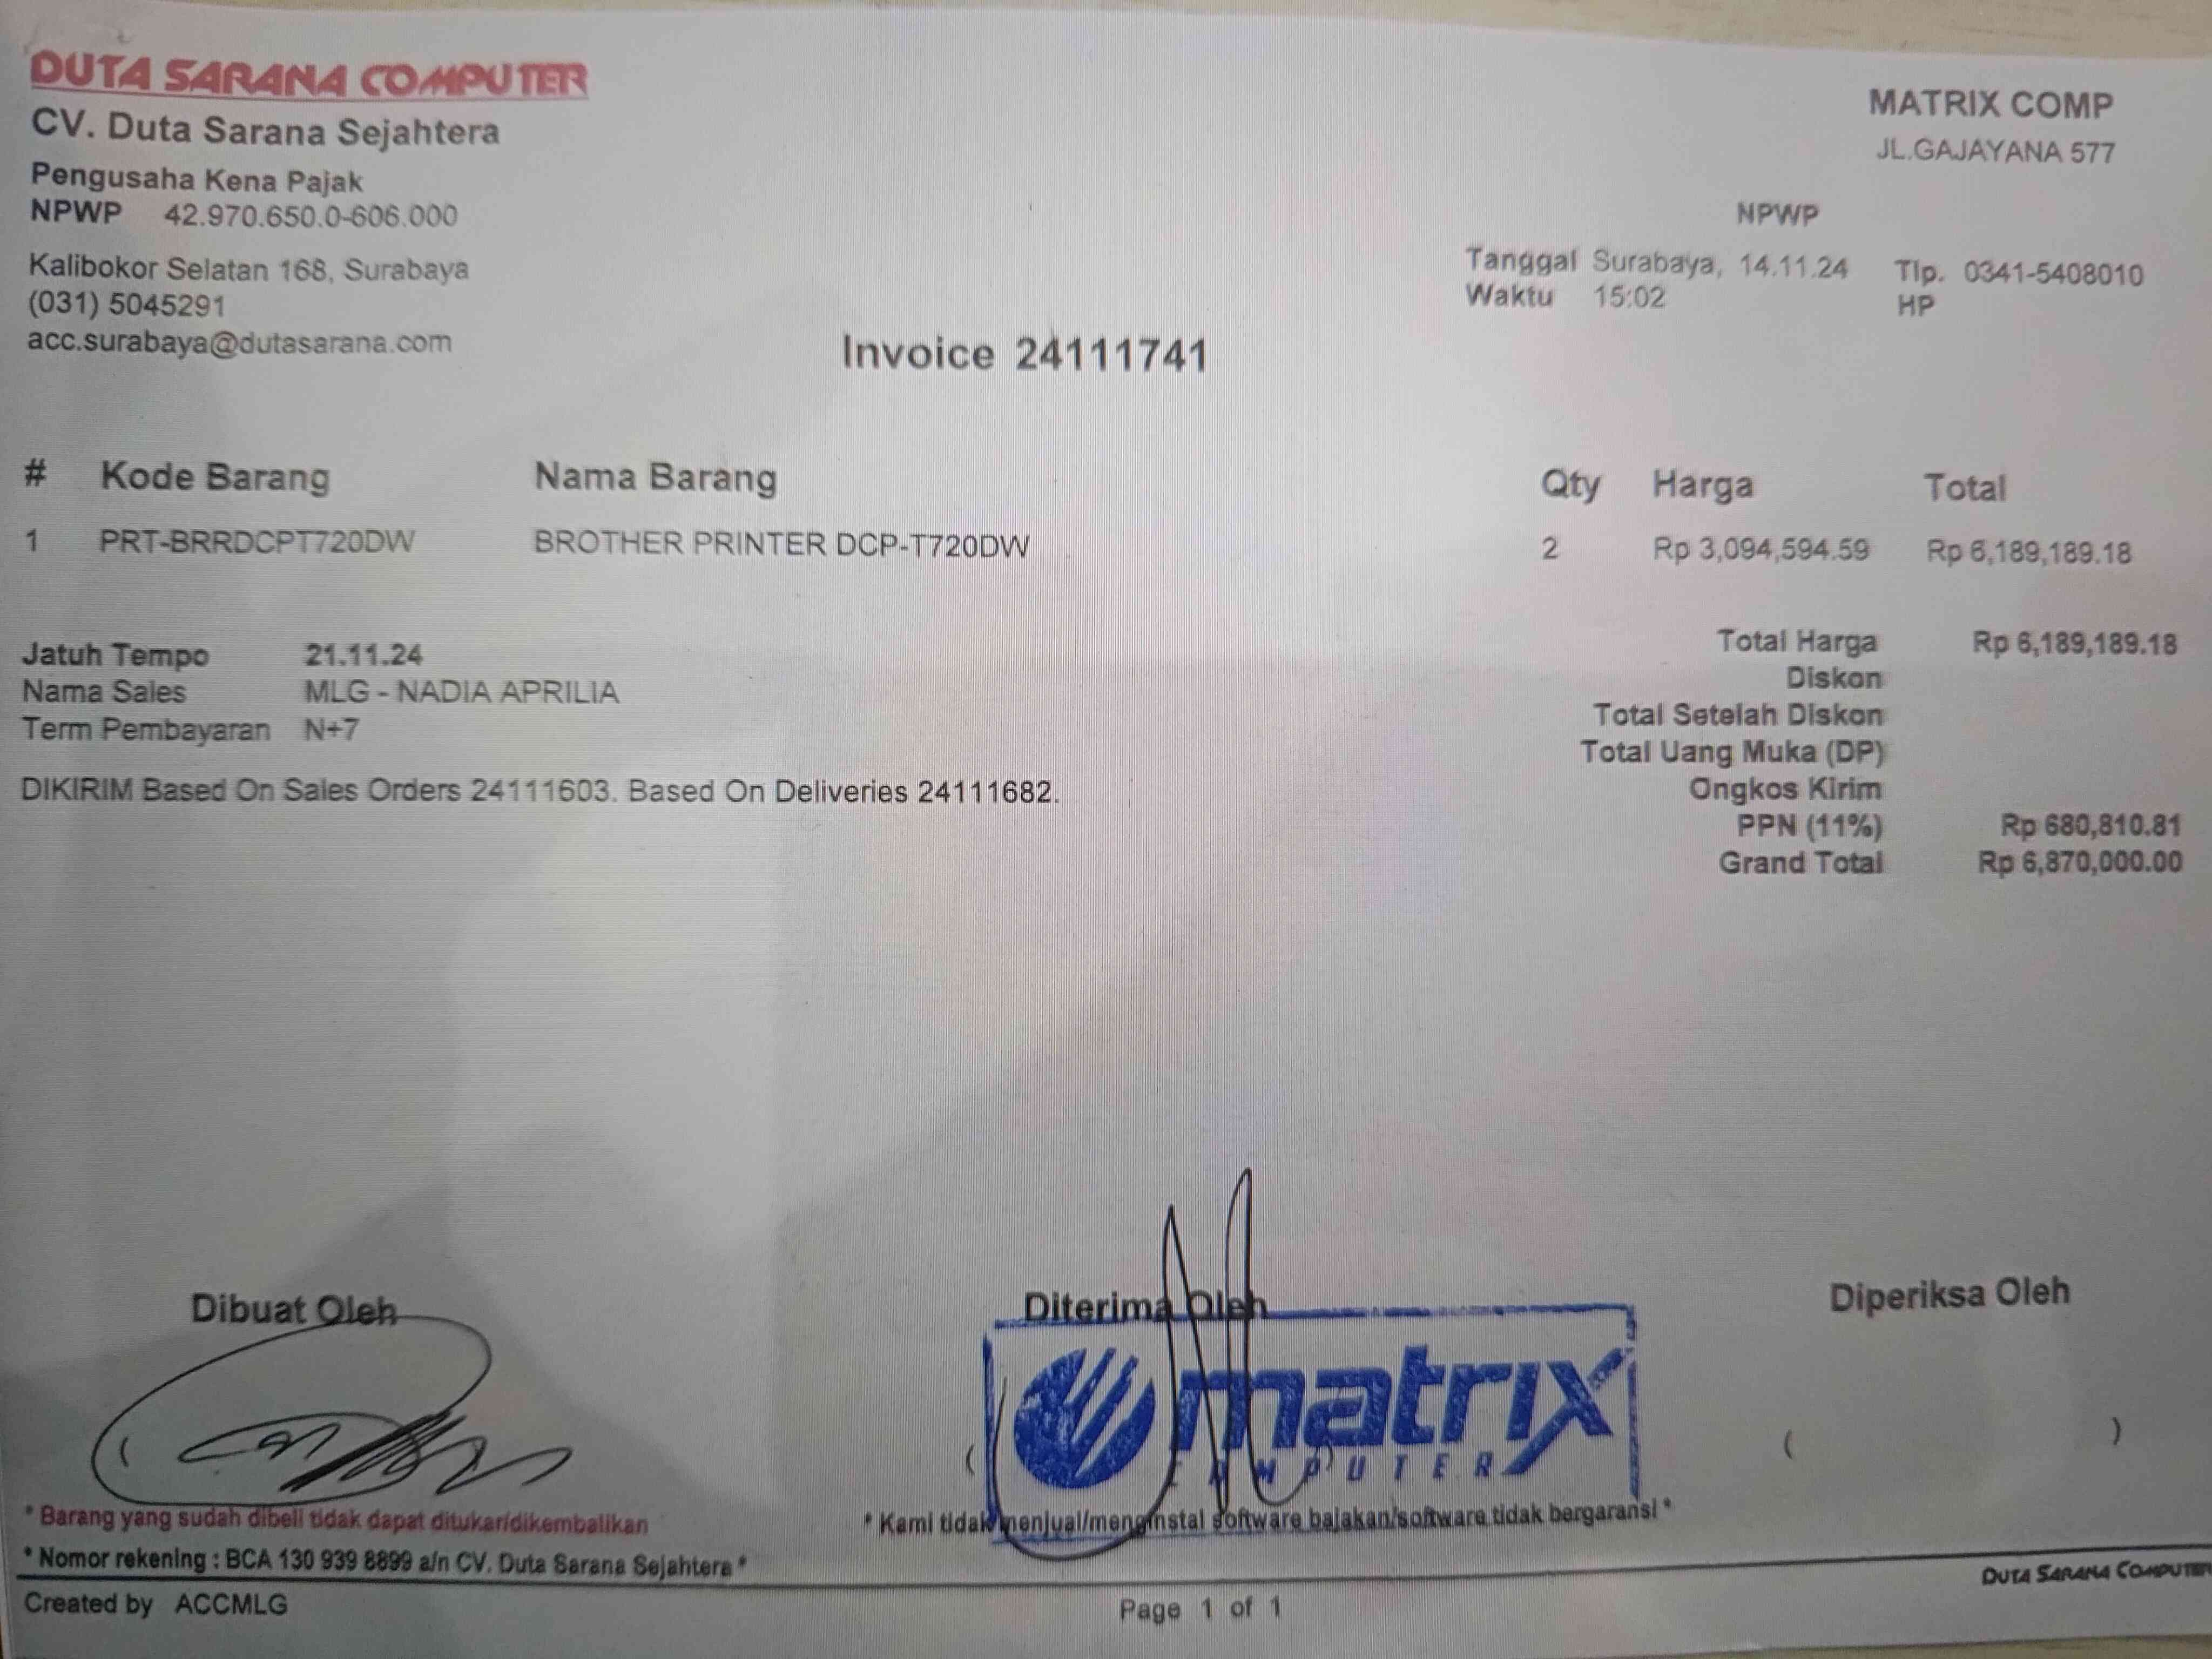 DUTA SARANA COMPUTER
CV. Duta Sarana Sejahtera
Pengusaha Kena Pajak
NPWP 42.970.650.0-606.000
Kalibokor Selatan 168, Surabaya
(031) 5045291
acc.surabaya@dutasarana.com
MATRIX COMP
JL.GAJAYANA 577
NPWP
Tanggal Surabaya, 14.11.24 Tlp. 0341-5408010
Waktu 15:02 HP
Invoice 24111741
# Kode Barang Nama Barang Qty Harga Total
1 PRT-BRRDCPT720DW BROTHER PRINTER DCP-T720DW 2 Rp 3,094,594.59 Rp 6,189,189.18
Jatuh Tempo 21.11.24
Nama Sales MLG - NADIA APRILIA
Term Pembayaran N+7
DIKIRIM Based On Sales Orders 24111603. Based On Deliveries 24111682.
Total Harga Rp 6,189,189.18
Diskon
Total Setelah Diskon
Total Uang Muka (DP)
Ongkos Kirim
PPN (11%) Rp 680,810.81
Grand Total Rp 6,870,000.00
Dibuat Oleh Diterima Oleh Diperiksa Oleh
matrix
COMPUTER
( ( ) ( )
* Barang yang sudah dibeli tidak dapat ditukar/dikembalikan * Kami tidak menjual/menginstal software bajakan/software tidak bergaransi *
* Nomor rekening : BCA 130 939 8899 a/n CV. Duta Sarana Sejahtera *
DUTA SARANA COMPUTER
Created by ACCMLG Page 1 of 1